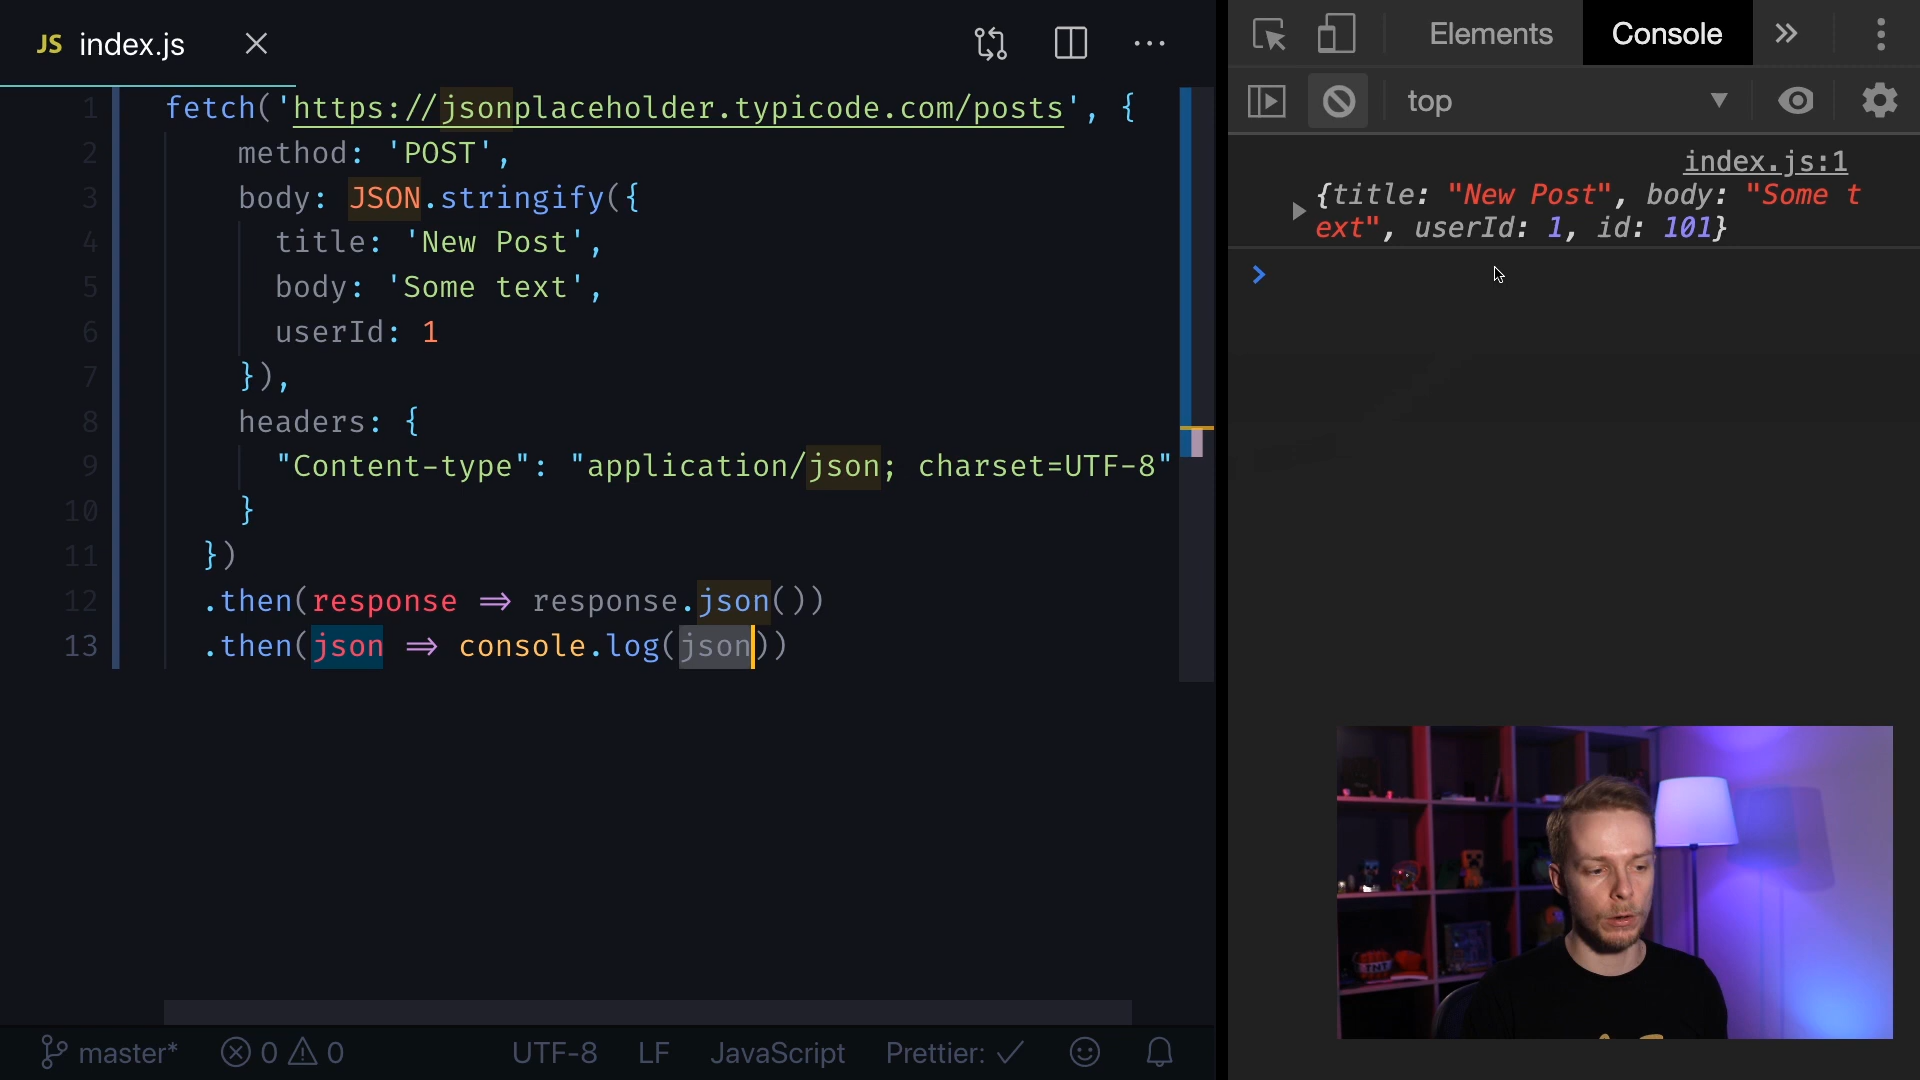 JS index.js
1 fetch('https://jsonplaceholder.typicode.com/posts', {
2 method: 'POST',
3 body: JSON.stringify({
4 title: 'New Post',
5 body: 'Some text',
6 userId: 1
7 }),
8 headers: {
9 "Content-type": "application/json; charset=UTF-8"
10 }
11 })
12 .then(response => response.json())
13 .then(json => console.log(json))
master* 0 0 UTF-8 LF JavaScript Prettier: ✓
Elements Console
top
index.js:1
{title: "New Post", body: "Some t
ext", userId: 1, id: 101}
TNT